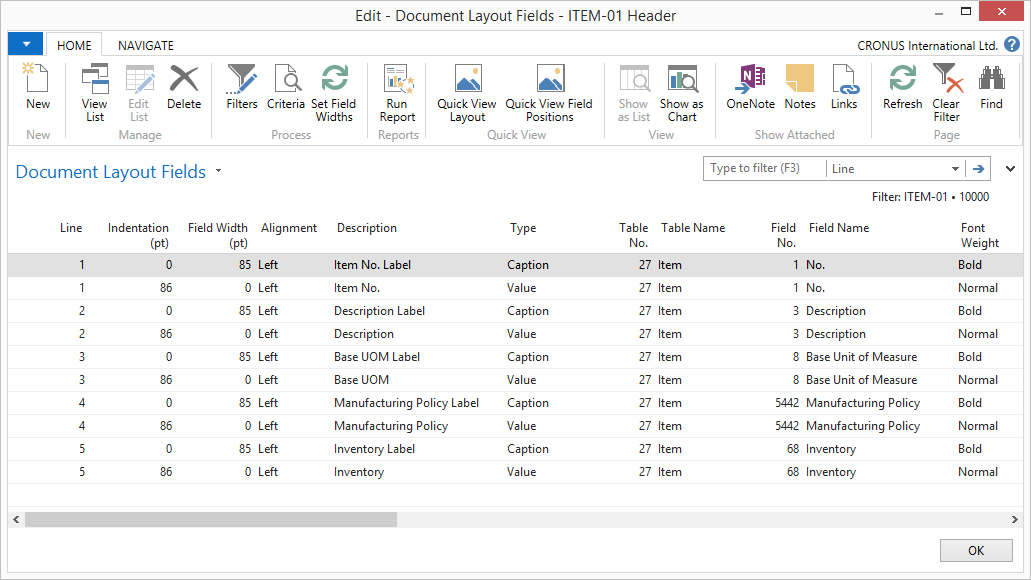 Edit - Document Layout Fields - ITEM-01 Header
HOME NAVIGATE CRONUS International Ltd. ?
New View List Edit List Delete Filters Criteria Set Field Widths Run Report Quick View Layout Quick View Field Positions Show as List Show as Chart OneNote Notes Links Refresh Clear Filter Find
New Manage Process Reports Quick View View Show Attached Page
Document Layout Fields Type to filter (F3) Line
Filter: ITEM-01 • 10000
Line Indentation (pt) Field Width (pt) Alignment Description Type Table No. Table Name Field No. Field Name Font Weight
1 0 85 Left Item No. Label Caption 27 Item 1 No. Bold
1 86 0 Left Item No. Value 27 Item 1 No. Normal
2 0 85 Left Description Label Caption 27 Item 3 Description Bold
2 86 0 Left Description Value 27 Item 3 Description Normal
3 0 85 Left Base UOM Label Caption 27 Item 8 Base Unit of Measure Bold
3 86 0 Left Base UOM Value 27 Item 8 Base Unit of Measure Normal
4 0 85 Left Manufacturing Policy Label Caption 27 Item 5442 Manufacturing Policy Bold
4 86 0 Left Manufacturing Policy Value 27 Item 5442 Manufacturing Policy Normal
5 0 85 Left Inventory Label Caption 27 Item 68 Inventory Bold
5 86 0 Left Inventory Value 27 Item 68 Inventory Normal
OK